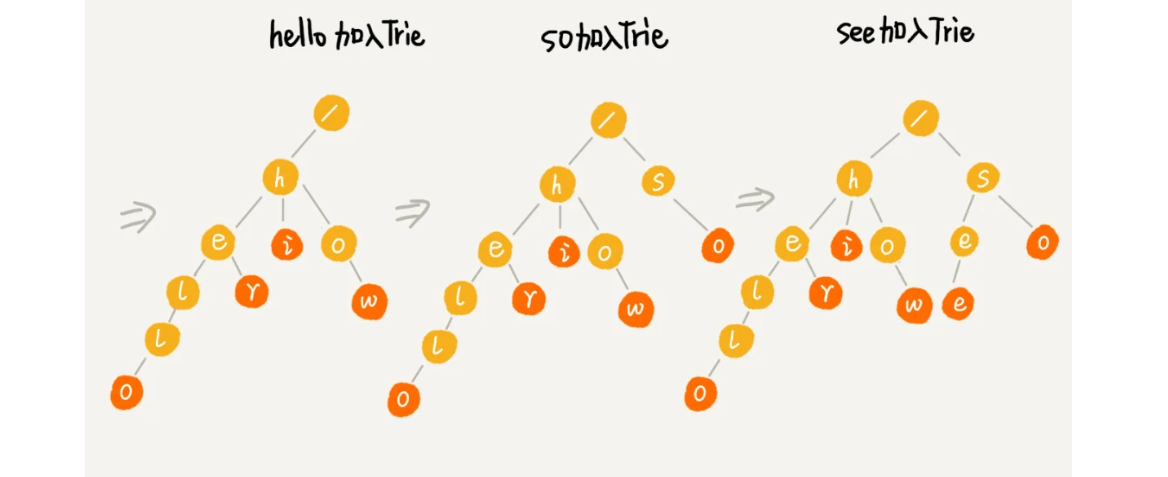 hello 加入Trie
so加入Trie
see加入Trie
/
h
e i o
l r w
l
o
/
h s
e i o o
l r w
l
o
/
h s
e i o e o
l r w e
l
o